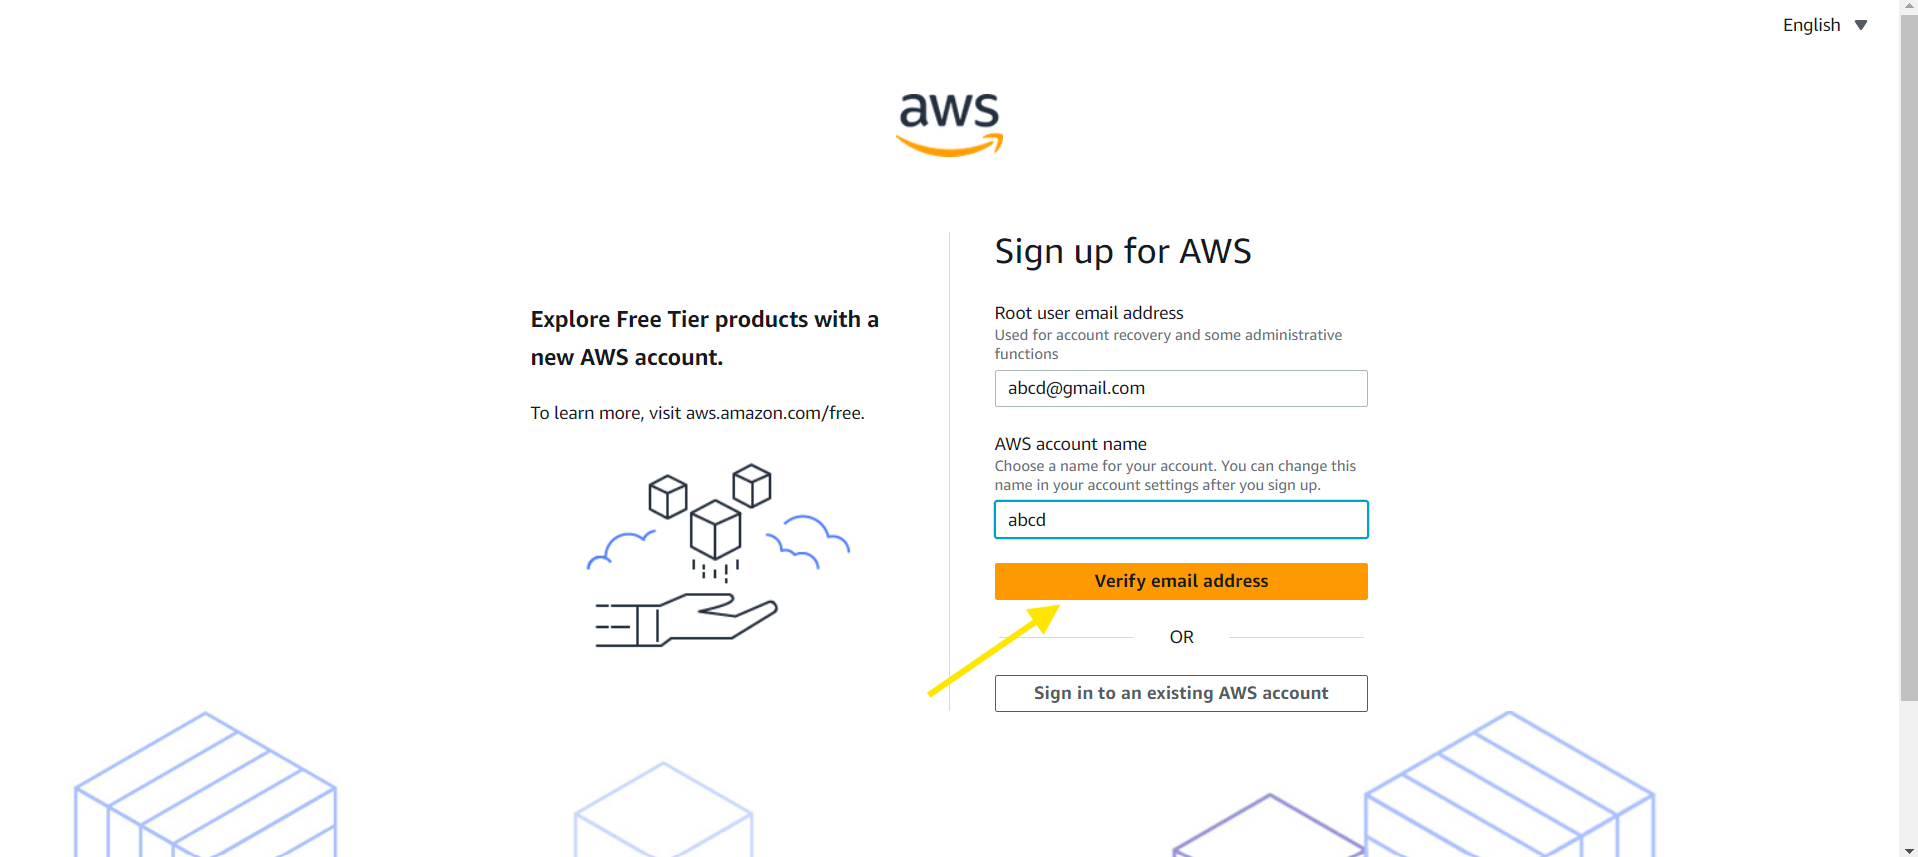 English
aws
Explore Free Tier products with a
new AWS account.
To learn more, visit aws.amazon.com/free.
Sign up for AWS
Root user email address
Used for account recovery and some administrative
functions
abcd@gmail.com
AWS account name
Choose a name for your account. You can change this
name in your account settings after you sign up.
abcd
Verify email address
OR
Sign in to an existing AWS account